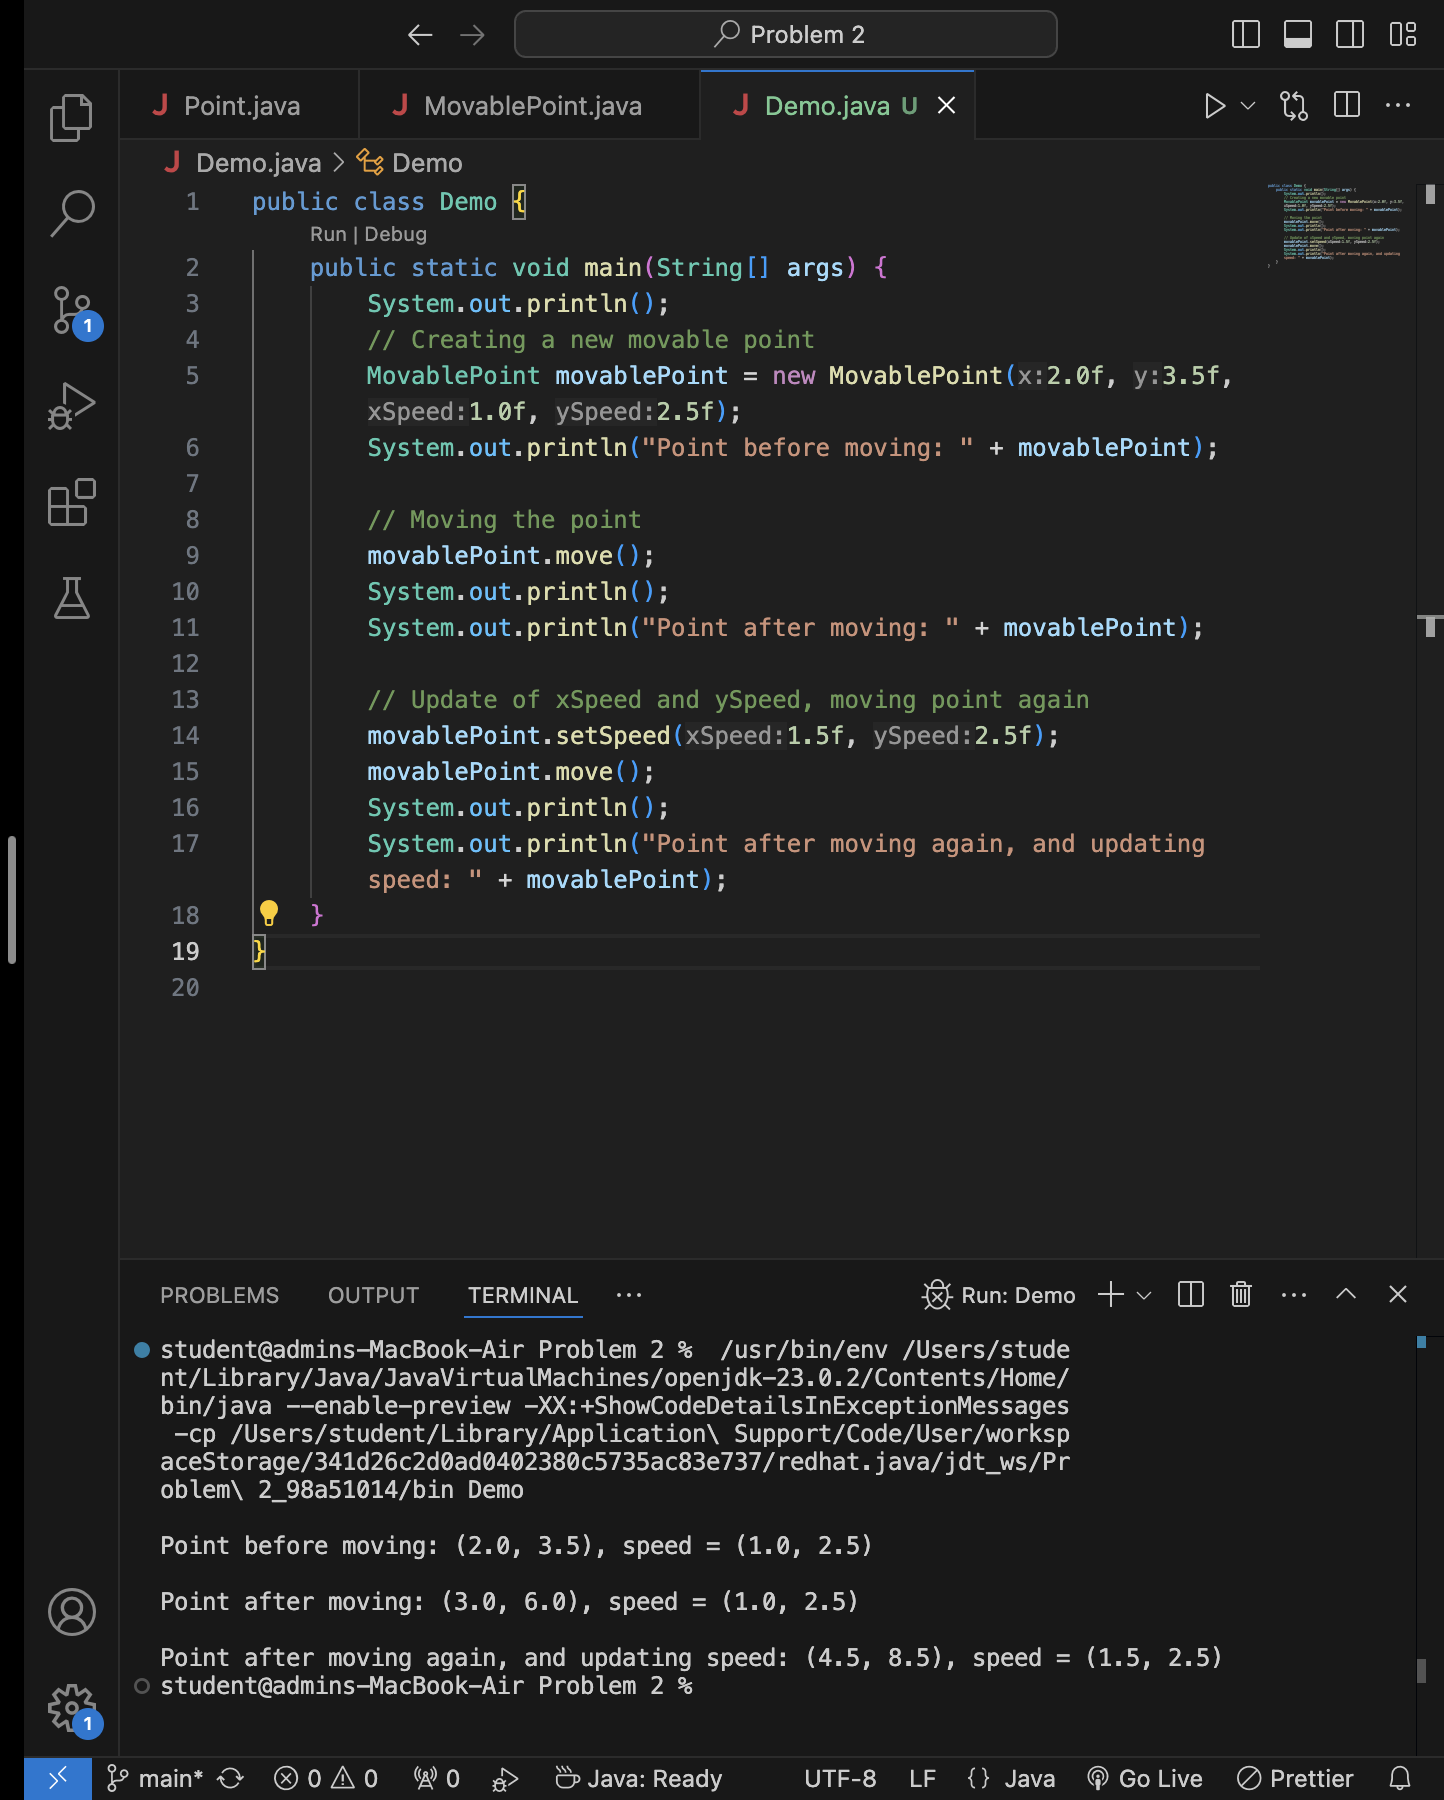 Problem 2
Point.java
MovablePoint.java
Demo.java U
Demo.java > Demo
1 public class Demo {
Run | Debug
2 public static void main(String[] args) {
3 System.out.println();
4 // Creating a new movable point
5 MovablePoint movablePoint = new MovablePoint(x:2.0f, y:3.5f,
xSpeed:1.0f, ySpeed:2.5f);
6 System.out.println("Point before moving: " + movablePoint);
7
8 // Moving the point
9 movablePoint.move();
10 System.out.println();
11 System.out.println("Point after moving: " + movablePoint);
12
13 // Update of xSpeed and ySpeed, moving point again
14 movablePoint.setSpeed(xSpeed:1.5f, ySpeed:2.5f);
15 movablePoint.move();
16 System.out.println();
17 System.out.println("Point after moving again, and updating
speed: " + movablePoint);
18 }
19 }
20
1
PROBLEMS OUTPUT TERMINAL ··· Run: Demo
student@admins-MacBook-Air Problem 2 %  /usr/bin/env /Users/stude
nt/Library/Java/JavaVirtualMachines/openjdk-23.0.2/Contents/Home/
bin/java --enable-preview -XX:+ShowCodeDetailsInExceptionMessages
-cp /Users/student/Library/Application\ Support/Code/User/worksp
aceStorage/341d26c2d0ad0402380c5735ac83e737/redhat.java/jdt_ws/Pr
oblem\ 2_98a51014/bin Demo
Point before moving: (2.0, 3.5), speed = (1.0, 2.5)
Point after moving: (3.0, 6.0), speed = (1.0, 2.5)
Point after moving again, and updating speed: (4.5, 8.5), speed = (1.5, 2.5)
student@admins-MacBook-Air Problem 2 %
1
main* 0 0 0 Java: Ready UTF-8 LF {} Java Go Live Prettier